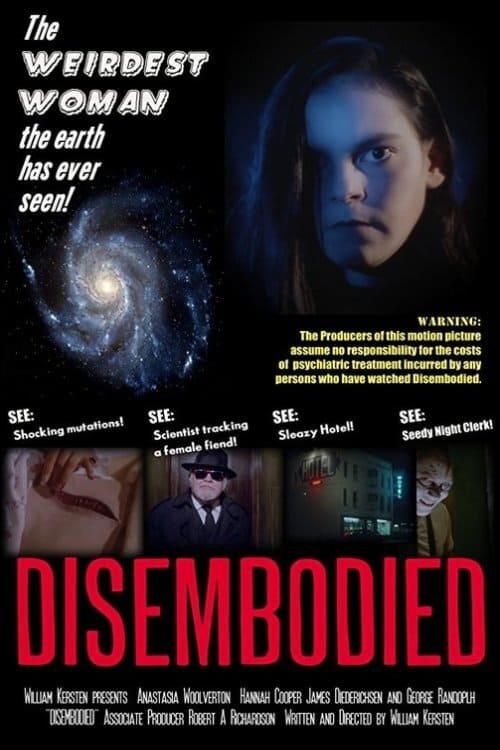 The
WEIRDEST
WOMAN
the earth
has ever
seen!
WARNING:
The Producers of this motion picture
assume no responsibility for the costs
of psychiatric treatment incurred by any
persons who have watched Disembodied.
SEE:
Shocking mutations!
SEE:
Scientist tracking
a female fiend!
SEE:
Sleazy Hotel!
SEE:
Seedy Night Clerk!
HOTEL
DISEMBODIED
WILLIAM KERSTEN PRESENTS ANASTASIA WOOLVERTON HANNAH COOPER JAMES DIEDERICHSEN AND GEORGE RANDOLPH
"DISEMBODIED" ASSOCIATE PRODUCER ROBERT A RICHARDSON WRITTEN AND DIRECTED BY WILLIAM KERSTEN